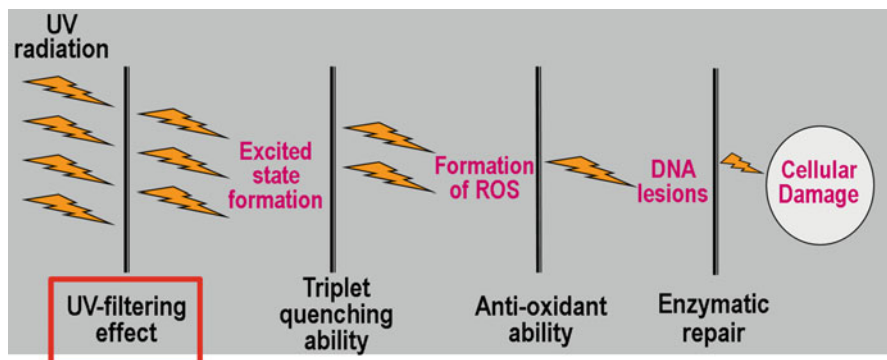 UV
radiation
Excited
state
formation
Formation
of ROS
DNA
lesions
Cellular
Damage
UV-filtering
effect
Triplet
quenching
ability
Anti-oxidant
ability
Enzymatic
repair